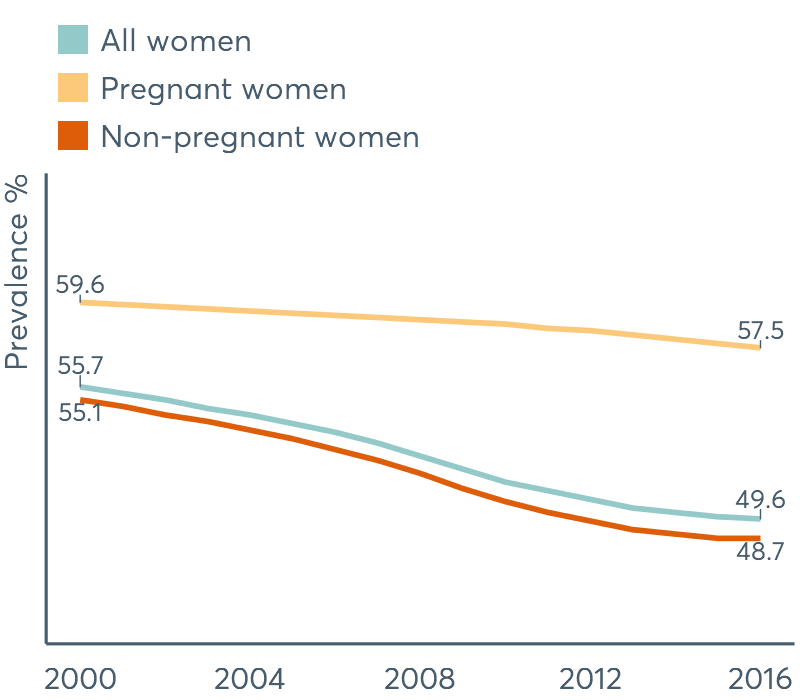 All women
Pregnant women
Non-pregnant women
Prevalence %
59.6
57.5
55.7
55.1
49.6
48.7
2000 2004 2008 2012 2016